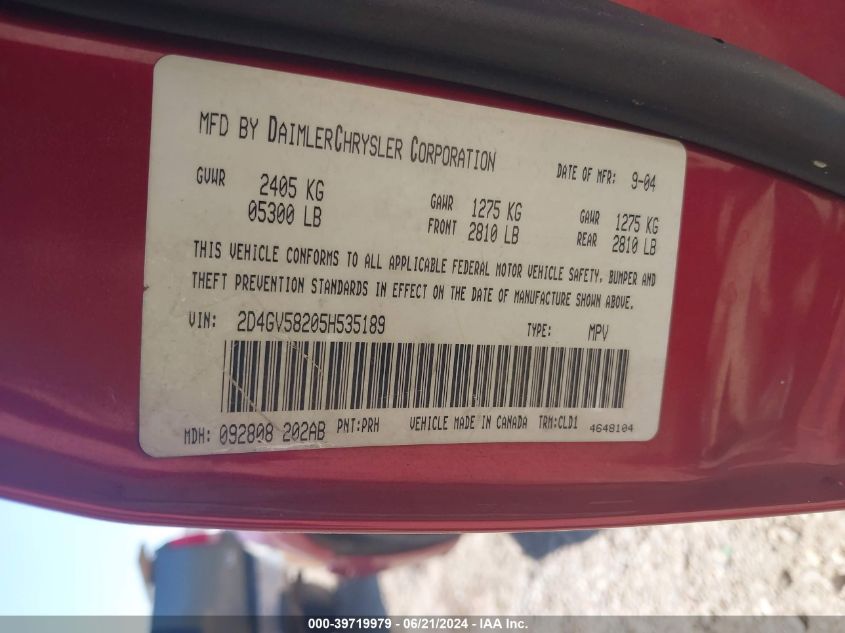 MFD BY DAIMLERCHRYSLER CORPORATION DATE OF MFR: 9-04
GVWR 2405 KG GAWR 1275 KG GAWR 1275 KG
05300 LB FRONT 2810 LB REAR 2810 LB
THIS VEHICLE CONFORMS TO ALL APPLICABLE FEDERAL MOTOR VEHICLE SAFETY, BUMPER AND
THEFT PREVENTION STANDARDS IN EFFECT ON THE DATE OF MANUFACTURE SHOWN ABOVE.
VIN: 2D4GV58205H535189 TYPE: MPV
MDH: 092808 202AB PNT:PRH VEHICLE MADE IN CANADA TRM:CLD1 4648104
000-39719979 - 06/21/2024 - IAA Inc.